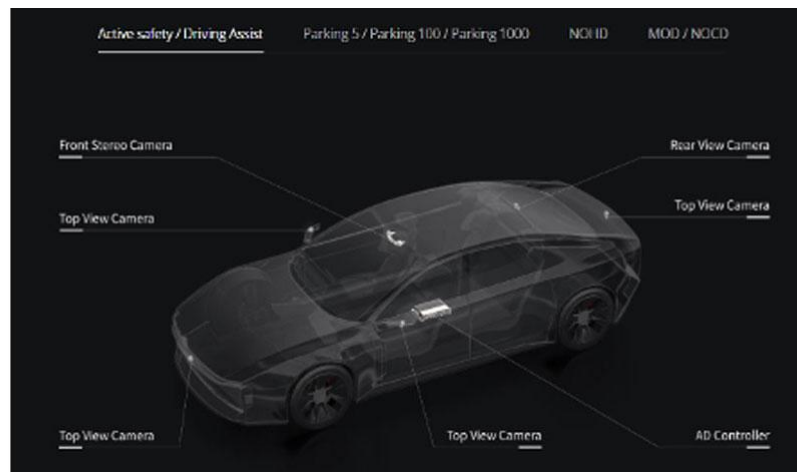 Active safety / Driving Assist
Parking 5 / Parking 100 / Parking 1000
MOD / NOCD
Front Stereo Camera
Rear View Camera
Top View Camera
Top View Camera
Top View Camera
Top View Camera
AD Controller